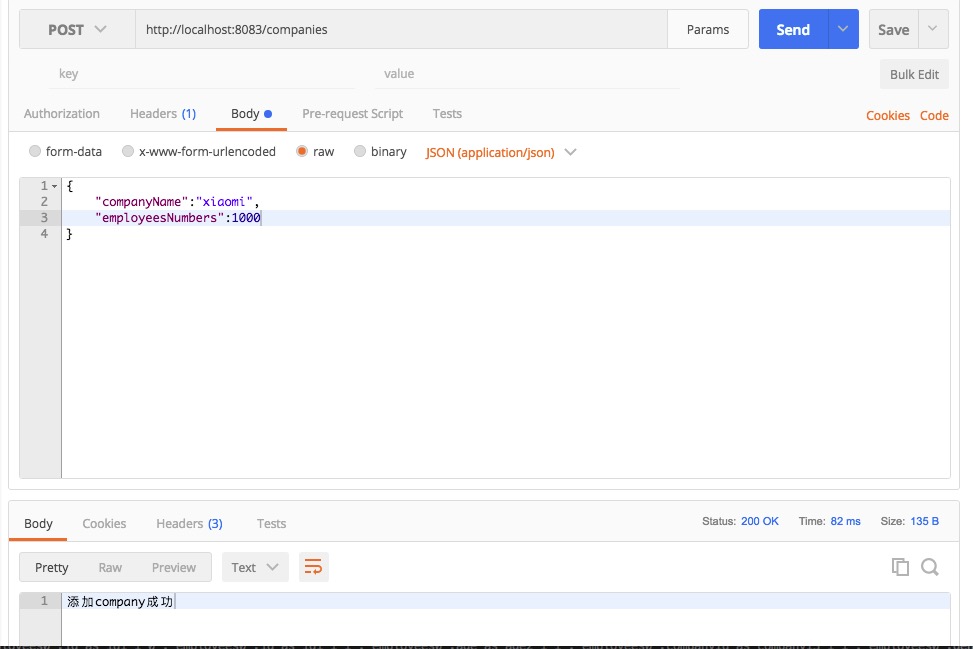 POST http://localhost:8083/companies Params Send Save
key value Bulk Edit
Authorization Headers (1) Body Pre-request Script Tests Cookies Code
form-data x-www-form-urlencoded raw binary JSON (application/json)
1 {
2 "companyName":"xiaomi",
3 "employeesNumbers":1000
4 }
Body Cookies Headers (3) Tests Status: 200 OK Time: 82 ms Size: 135 B
Pretty Raw Preview Text
1 添加company成功